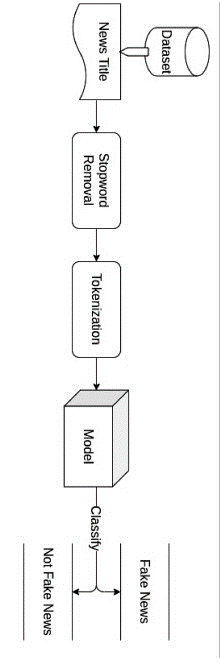 Dataset
News Title
Stopword
Removal
Tokenization
Model
Classify
Fake News
Not Fake News